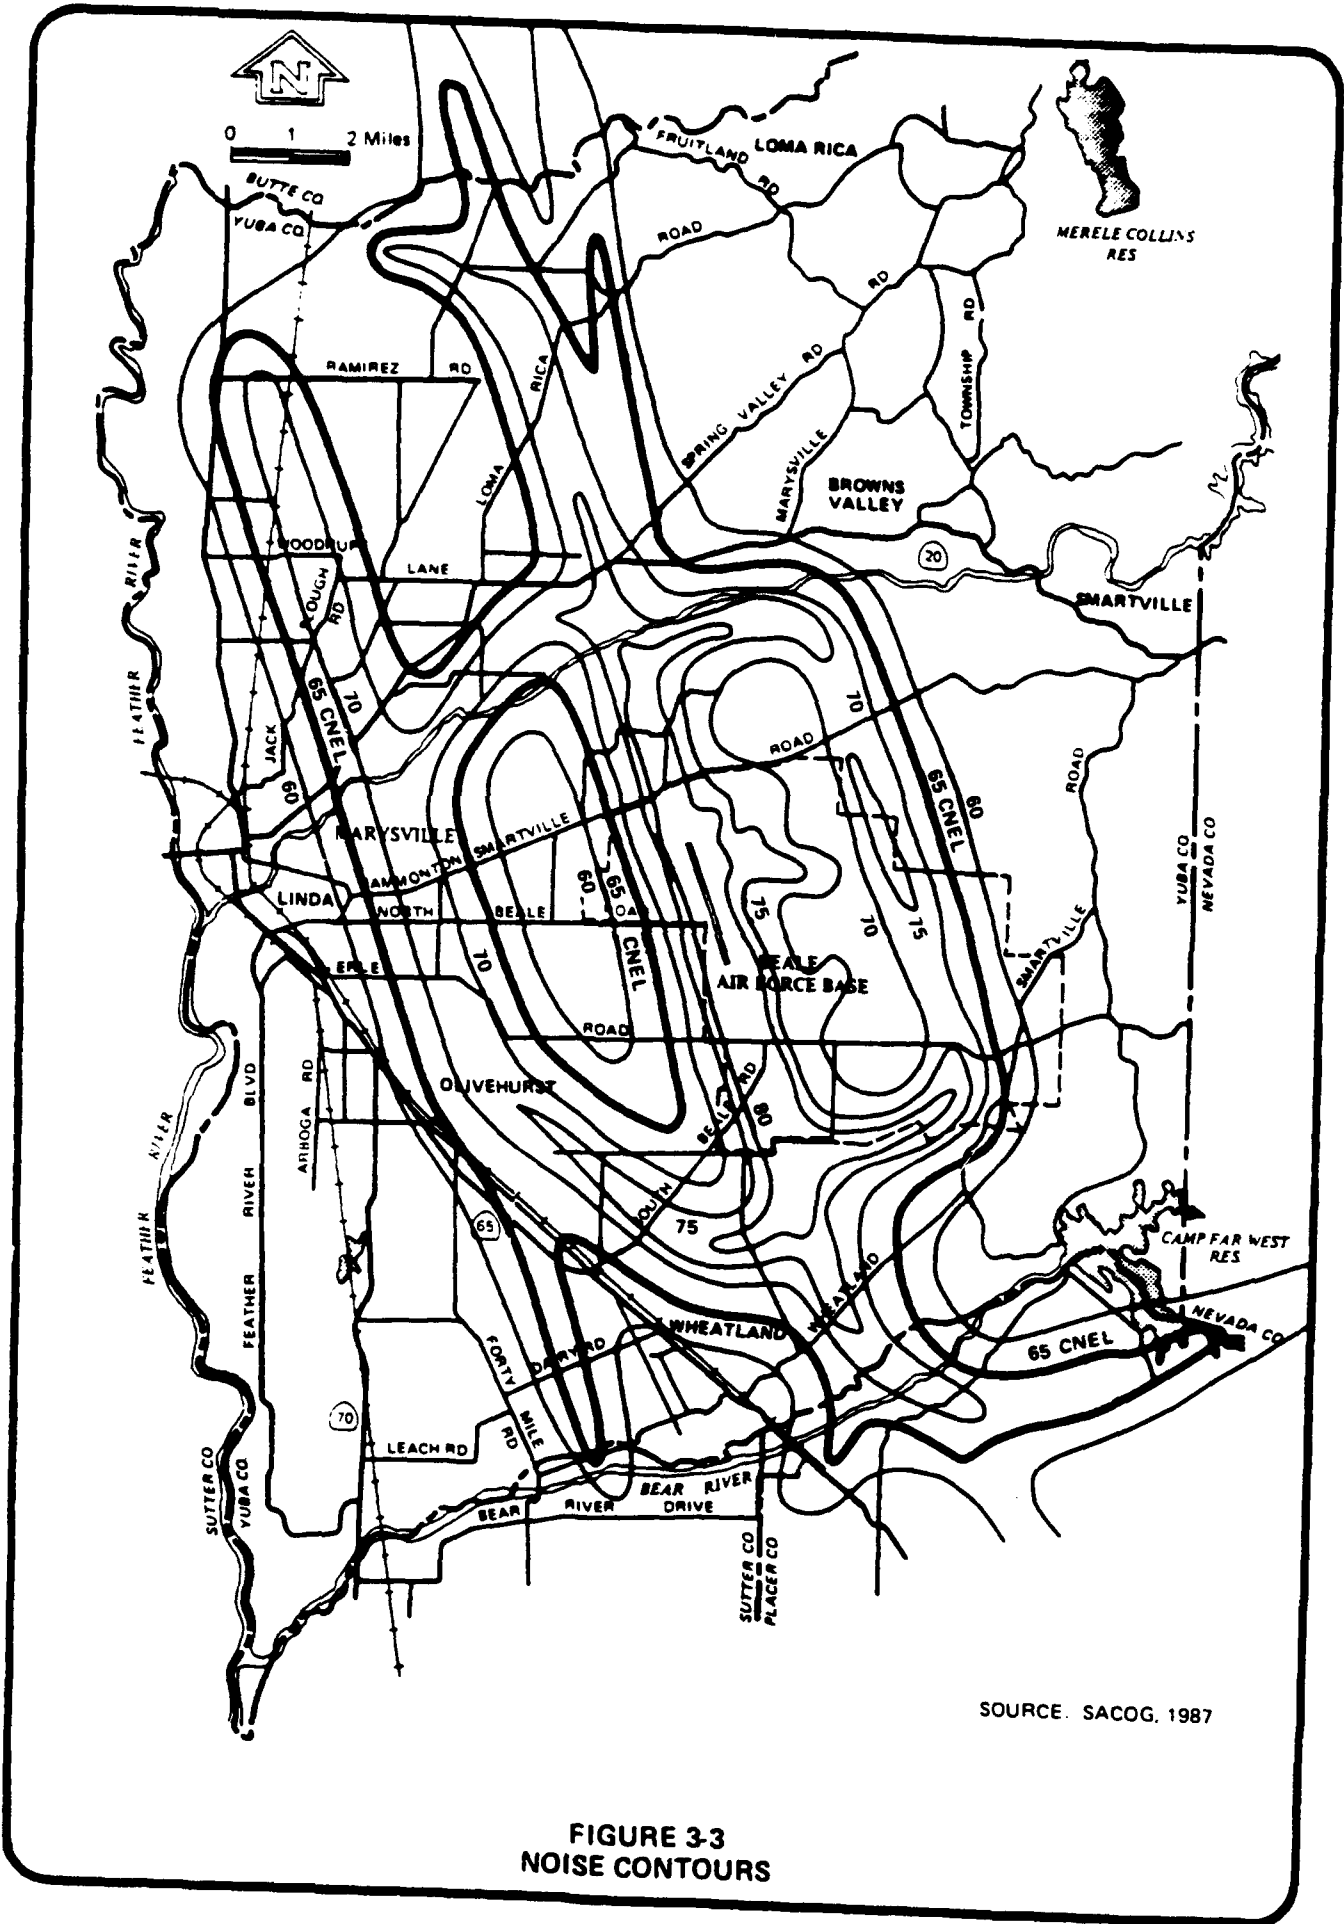 N
0 1 2 Miles
BUTTE CO
YUBA CO
FRUITLAND
RD
LOMA RICA
ROAD
MERELE COLLINS
RES
RAMIREZ RD
LOMA
RICA
SPRING VALLEY RD
MARYSVILLE
RD
TOWNSHIP
RD
BROWNS
VALLEY
20
SMARTVILLE
LANE
RD
FEATHER
RIVER
65 CNEL
70
JACK
60
MARYSVILLE
LINDA
SMARTVILLE
ROAD
NORTH BEALE
60
65
CNEL
70
75
70
75
70
65 CNEL
60
ROAD
SMARTVILLE
YUBA CO
NEVADA CO
BEALE
AIR FORCE BASE
ERLE
ROAD
OLIVEHURST
ARBOGA RD
FEATHER RIVER BLVD
FEATHER
RIVER
BEALE RD
80
SOUTH
75
65
WHEATLAND
WHEATLAND
CAMP FAR WEST
RES
NEVADA CO
65 CNEL
FORTY
MILE
RD
DAIRY RD
70
LEACH RD
SUTTER CO
YUBA CO
BEAR RIVER
BEAR RIVER DRIVE
SUTTER CO
PLACER CO
SOURCE. SACOG, 1987
FIGURE 3-3
NOISE CONTOURS